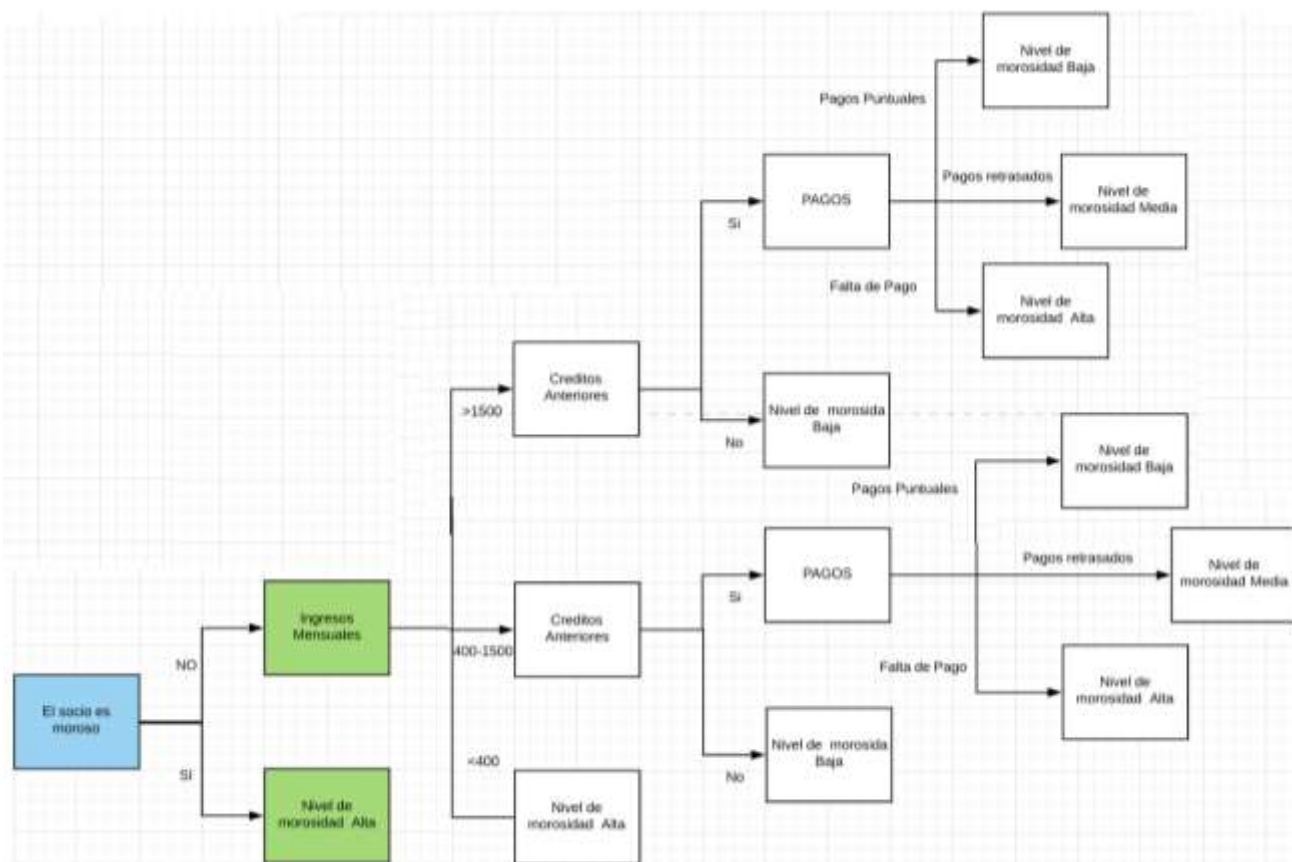 Nivel de
morosidad Baja
Pagos Puntuales
Pagos retrasados
PAGOS
Nivel de
morosidad Media
Si
Falta de Pago
Nivel de
morosidad Alta
Creditos
Anteriores
>1500
Nivel de morosida
Baja
No
Nivel de
morosidad Baja
Pagos Puntuales
Pagos retrasados
PAGOS
Nivel de
morosidad Media
Si
Ingresos
Mensuales
Creditos
Anteriores
400-1500
NO
Falta de Pago
Nivel de
morosidad Alta
El socio es
moroso
Nivel de morosida
Baja
No
<400
SI
Nivel de
morosidad Alta
Nivel de
morosidad Alta